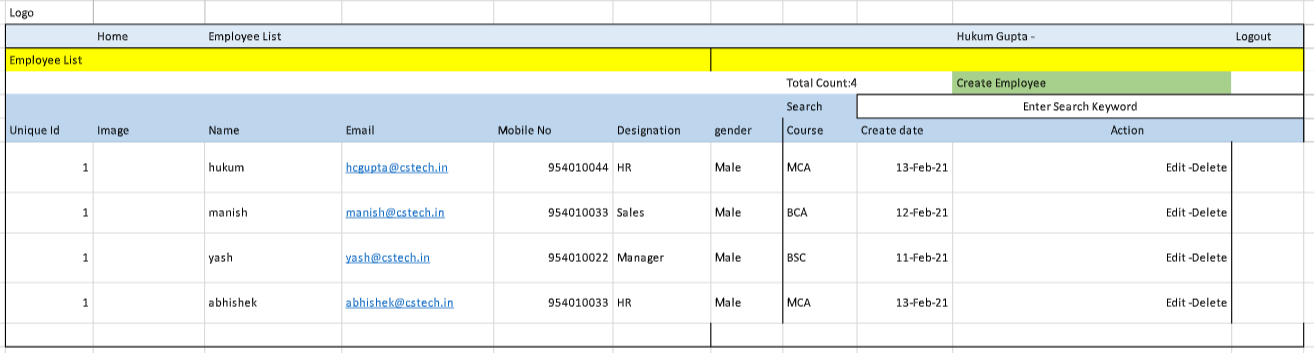 Logo
Home Employee List Hukum Gupta - Logout
Employee List
Total Count:4 Create Employee
Search Enter Search Keyword
Unique Id Image Name Email Mobile No Designation gender Course Create date Action
1 hukum hcgupta@cstech.in 954010044 HR Male MCA 13-Feb-21 Edit -Delete
1 manish manish@cstech.in 954010033 Sales Male BCA 12-Feb-21 Edit -Delete
1 yash yash@cstech.in 954010022 Manager Male BSC 11-Feb-21 Edit -Delete
1 abhishek abhishek@cstech.in 954010033 HR Male MCA 13-Feb-21 Edit -Delete